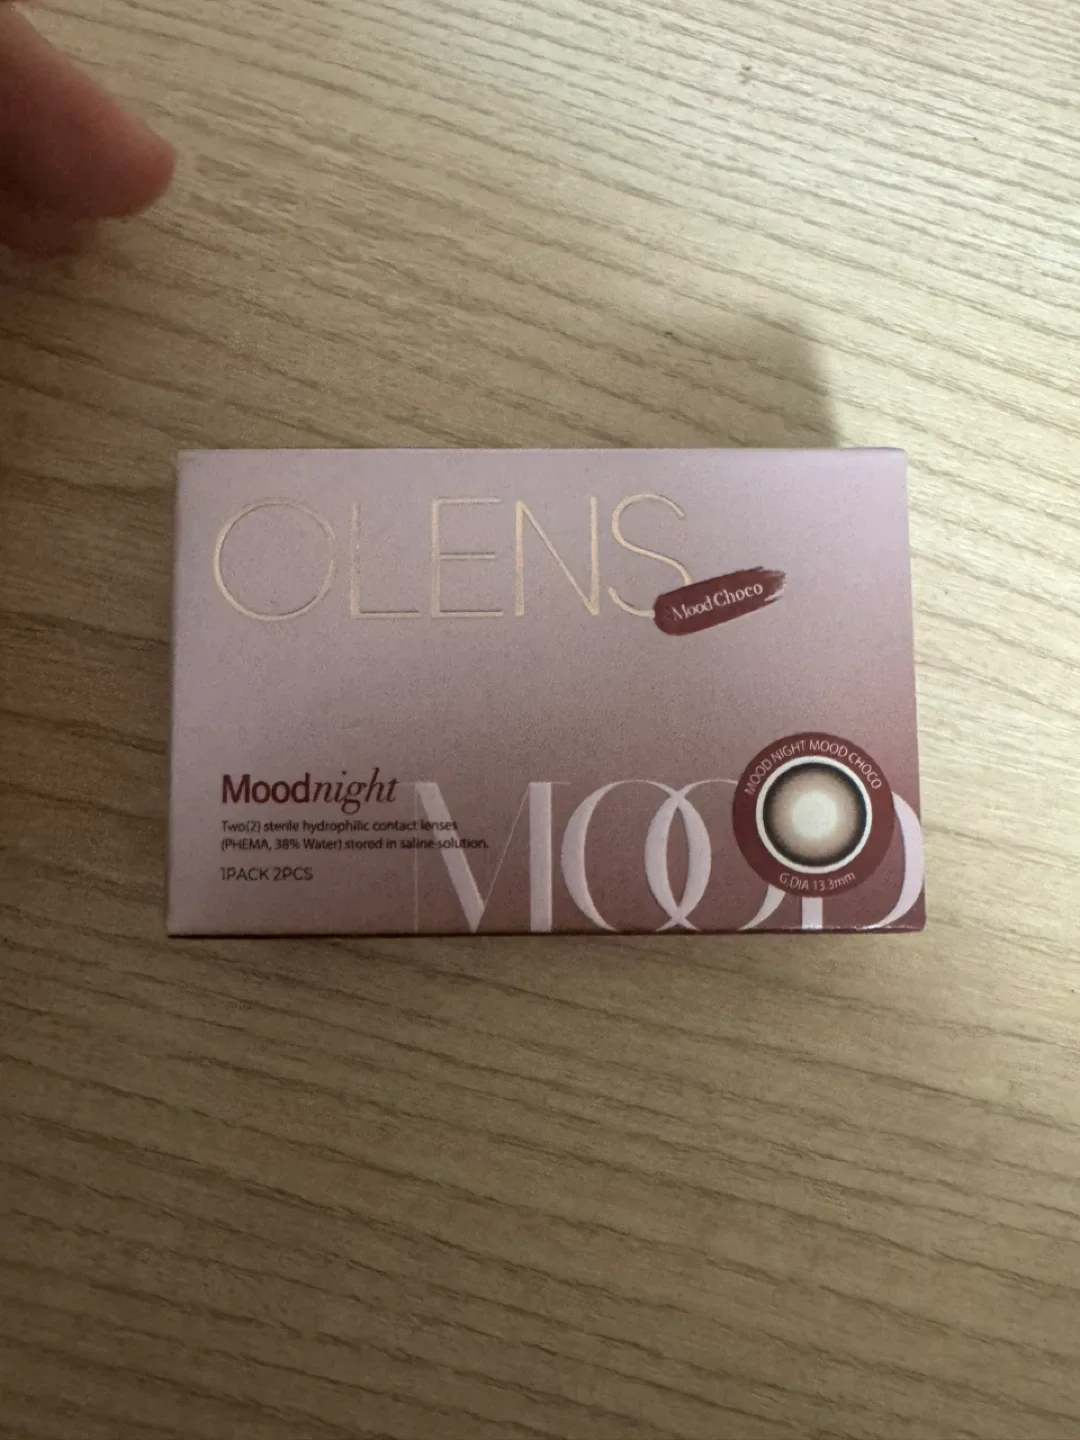 OLENS
Mood Choco
Moodnight
Two(2) sterile hydrophilic contact lenses
(PHEMA, 38% Water) stored in saline solution.
1PACK 2PCS
MOOD
MOOD NIGHT MOOD CHOCO
G.DIA 13.3mm